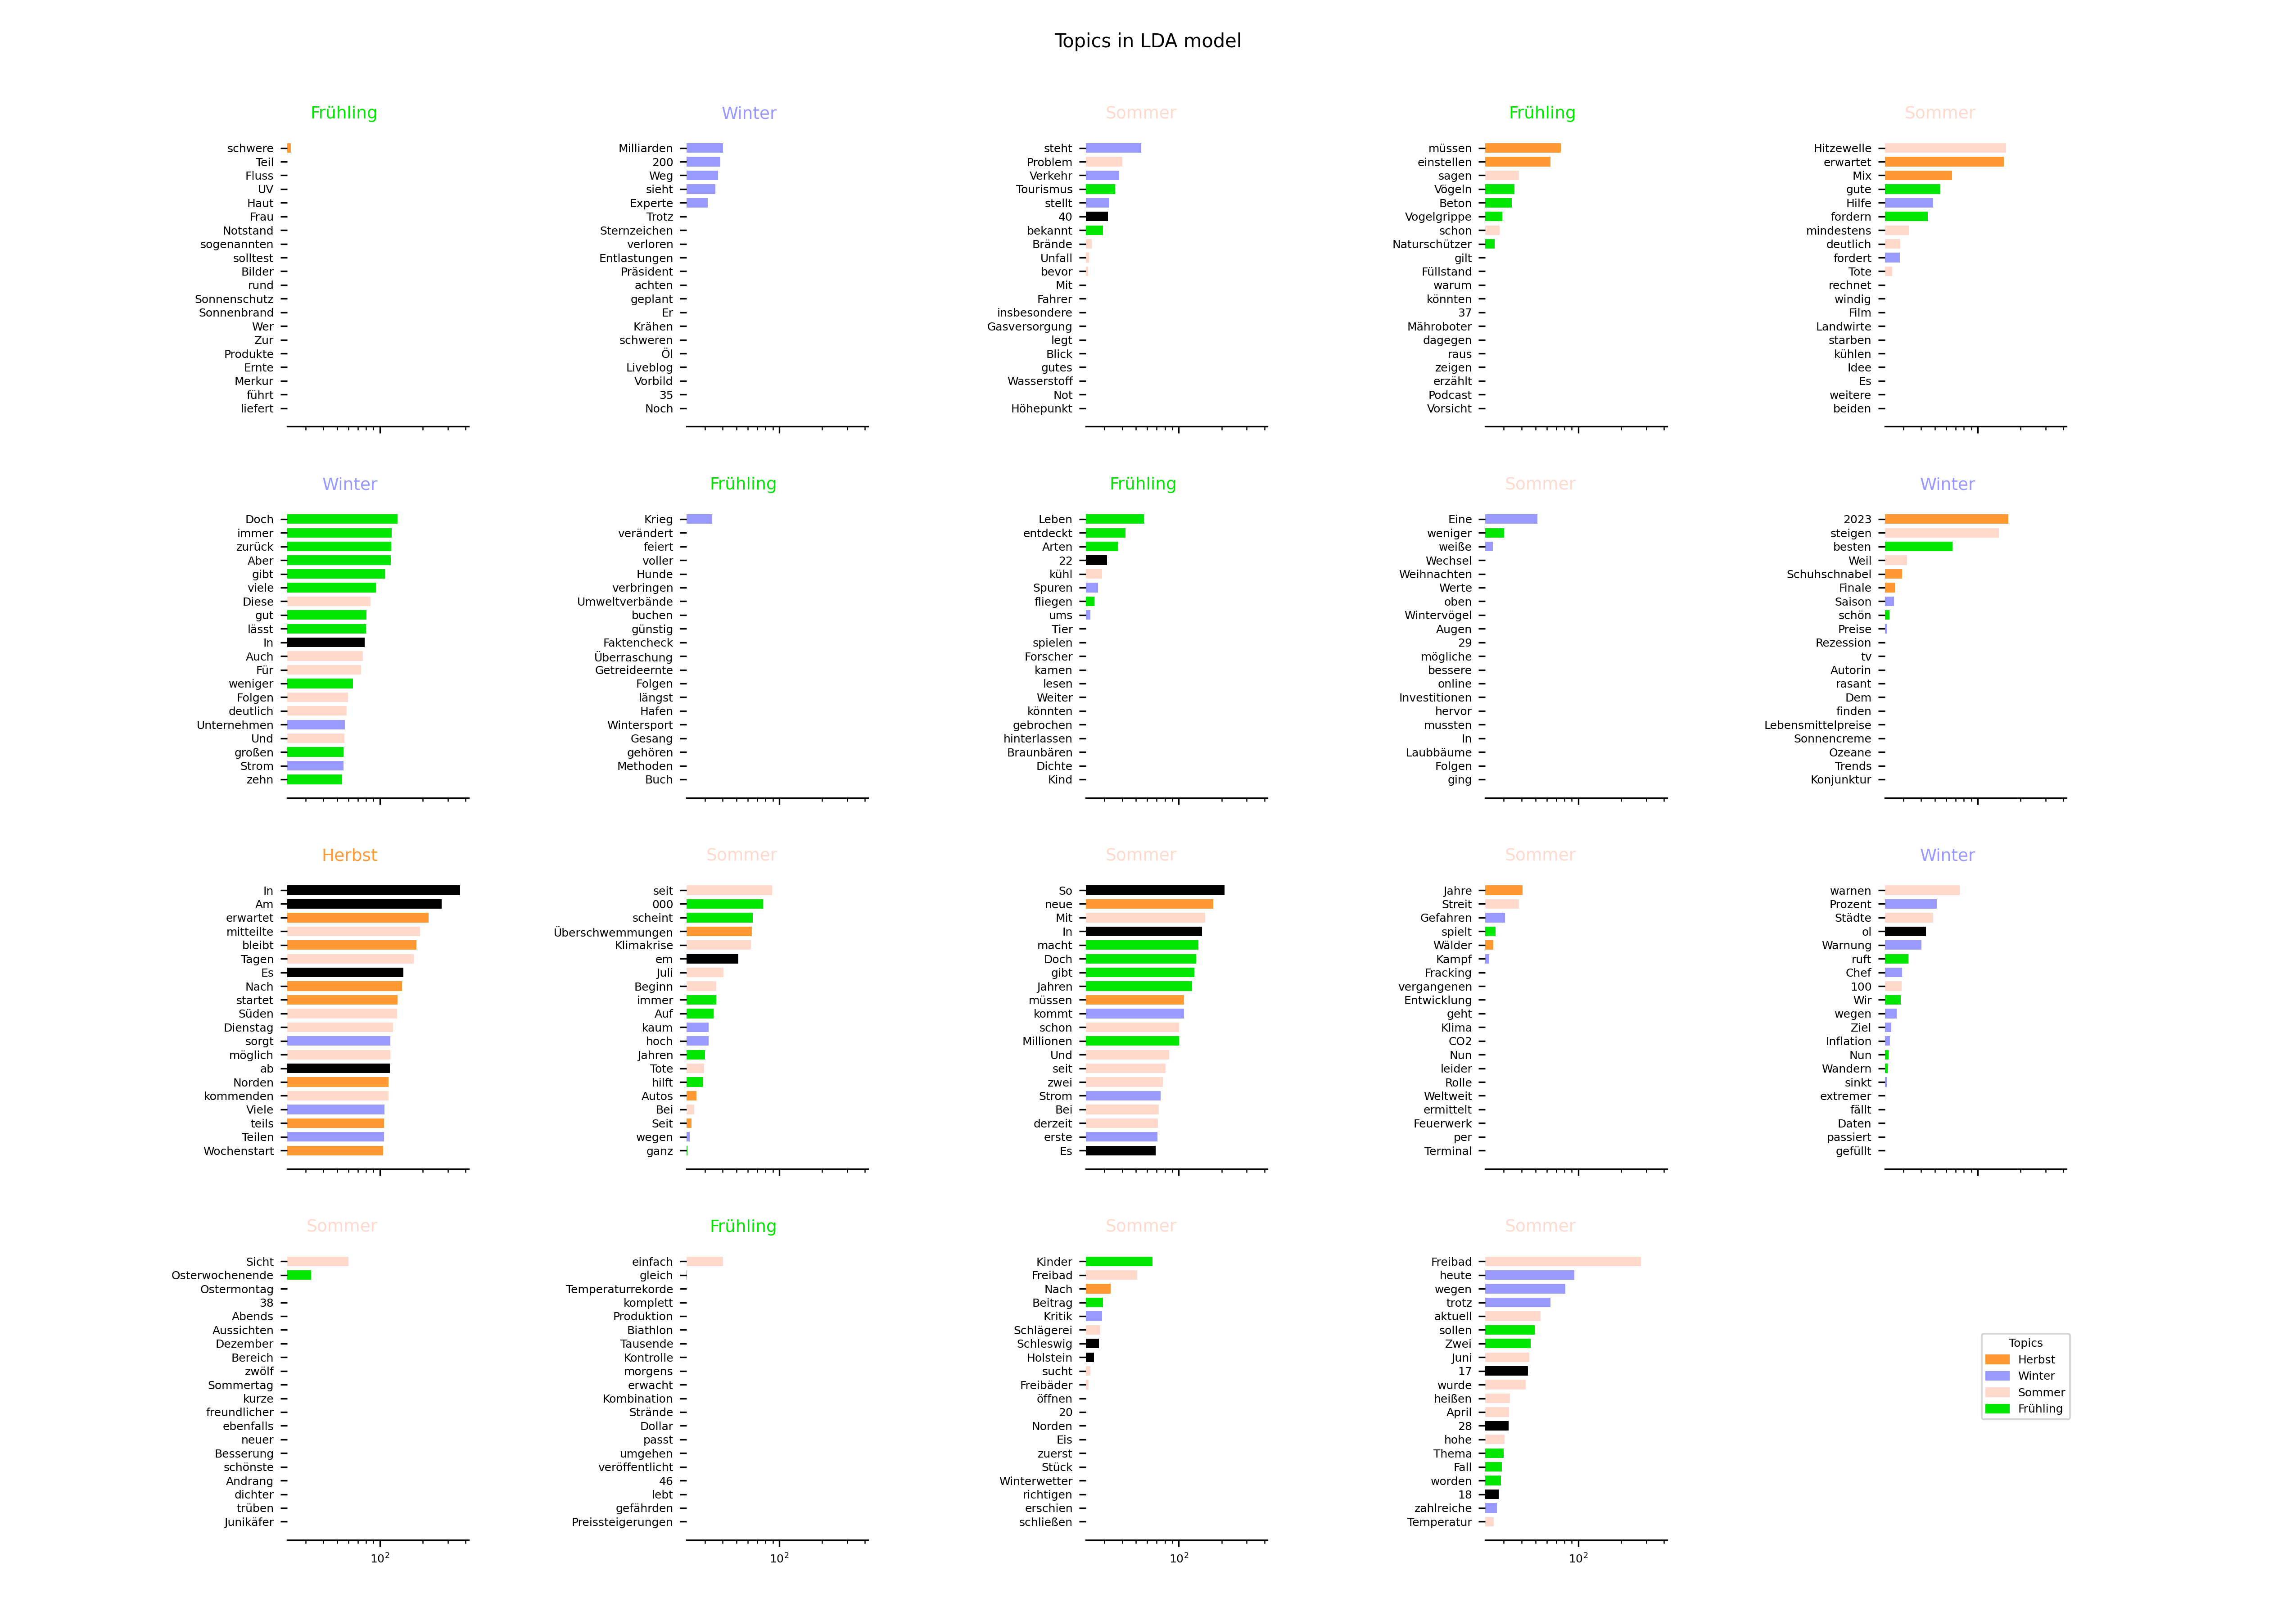 Topics in LDA model
Frühling
schwere
Teil
Fluss
UV
Haut
Frau
Notstand
sogenannten
solltest
Bilder
rund
Sonnenschutz
Sonnenbrand
Wer
Zur
Produkte
Ernte
Merkur
führt
liefert
Winter
Milliarden
200
Weg
sieht
Experte
Trotz
Sternzeichen
verloren
Entlastungen
Präsident
achten
geplant
Er
Krähen
schweren
Öl
Liveblog
Vorbild
35
Noch
Sommer
steht
Problem
Verkehr
Tourismus
stellt
40
bekannt
Brände
Unfall
bevor
Mit
Fahrer
insbesondere
Gasversorgung
legt
Blick
gutes
Wasserstoff
Not
Höhepunkt
Frühling
müssen
einstellen
sagen
Vögeln
Beton
Vogelgrippe
schon
Naturschützer
gilt
Füllstand
warum
könnten
37
Mähroboter
dagegen
raus
zeigen
erzählt
Podcast
Vorsicht
Sommer
Hitzewelle
erwartet
Mix
gute
Hilfe
fordern
mindestens
deutlich
fordert
Tote
rechnet
windig
Film
Landwirte
starben
kühlen
Idee
Es
weitere
beiden
Winter
Doch
immer
zurück
Aber
gibt
viele
Diese
gut
lässt
In
Auch
Für
weniger
Folgen
deutlich
Unternehmen
Und
großen
Strom
zehn
Frühling
Krieg
verändert
feiert
voller
Hunde
verbringen
Umweltverbände
buchen
günstig
Faktencheck
Überraschung
Getreideernte
Folgen
längst
Hafen
Wintersport
Gesang
gehören
Methoden
Buch
Frühling
Leben
entdeckt
Arten
22
kühl
Spuren
fliegen
ums
Tier
spielen
Forscher
kamen
lesen
Weiter
könnten
gebrochen
hinterlassen
Braunbären
Dichte
Kind
Sommer
Eine
weniger
weiße
Wechsel
Weihnachten
Werte
oben
Wintervögel
Augen
29
mögliche
bessere
online
Investitionen
hervor
mussten
In
Laubbäume
Folgen
ging
Winter
2023
steigen
besten
Weil
Schuhschnabel
Finale
Saison
schön
Preise
Rezession
tv
Autorin
rasant
Dem
finden
Lebensmittelpreise
Sonnencreme
Ozeane
Trends
Konjunktur
Herbst
In
Am
erwartet
mitteilte
bleibt
Tagen
Es
Nach
startet
Süden
Dienstag
sorgt
möglich
ab
Norden
kommenden
Viele
teils
Teilen
Wochenstart
Sommer
seit
000
scheint
Überschwemmungen
Klimakrise
em
Juli
Beginn
immer
Auf
kaum
hoch
Jahren
Tote
hilft
Autos
Bei
Seit
wegen
ganz
Sommer
So
neue
Mit
In
macht
Doch
gibt
Jahren
müssen
kommt
schon
Millionen
Und
seit
zwei
Strom
Bei
derzeit
erste
Es
Sommer
Jahre
Streit
Gefahren
spielt
Wälder
Kampf
Fracking
vergangenen
Entwicklung
geht
Klima
CO2
Nun
leider
Rolle
Weltweit
ermittelt
Feuerwerk
per
Terminal
Winter
warnen
Prozent
Städte
ol
Warnung
ruft
Chef
100
Wir
wegen
Ziel
Inflation
Nun
Wandern
sinkt
extremer
fällt
Daten
passiert
gefüllt
Sommer
Sicht
Osterwochenende
Ostermontag
38
Abends
Aussichten
Dezember
Bereich
zwölf
Sommertag
kurze
freundlicher
ebenfalls
neuer
Besserung
schönste
Andrang
dichter
trüben
Junikäfer
10²
Frühling
einfach
gleich
Temperaturrekorde
komplett
Produktion
Biathlon
Tausende
Kontrolle
morgens
erwacht
Kombination
Strände
Dollar
passt
umgehen
veröffentlicht
46
lebt
gefährden
Preissteigerungen
10²
Sommer
Kinder
Freibad
Nach
Beitrag
Kritik
Schlägerei
Schleswig
Holstein
sucht
Freibäder
öffnen
20
Norden
Eis
zuerst
Stück
Winterwetter
richtigen
erschien
schließen
10²
Sommer
Freibad
heute
wegen
trotz
aktuell
sollen
Zwei
Juni
17
wurde
heißen
April
28
hohe
Thema
Fall
worden
18
zahlreiche
Temperatur
10²
Topics
Herbst
Winter
Sommer
Frühling